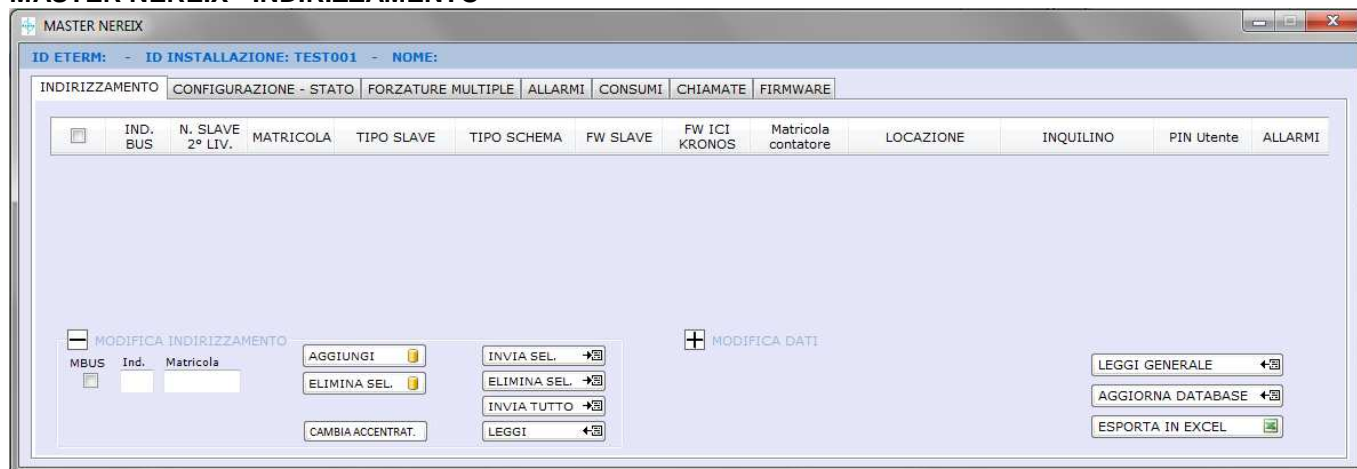 MASTER NEREIX - INDIRIZZAMENTO
MASTER NEREIX
ID ETERM: - ID INSTALLAZIONE: TEST001 - NOME:
INDIRIZZAMENTO CONFIGURAZIONE - STATO FORZATURE MULTIPLE ALLARMI CONSUMI CHIAMATE FIRMWARE
IND. BUS N. SLAVE 2° LIV. MATRICOLA TIPO SLAVE TIPO SCHEMA FW SLAVE FW ICI KRONOS Matricola contatore LOCAZIONE INQUILINO PIN Utente ALLARMI
MODIFICA INDIRIZZAMENTO
MBUS Ind. Matricola
AGGIUNGI
ELIMINA SEL.
CAMBIA ACCENTRAT.
INVIA SEL.
ELIMINA SEL.
INVIA TUTTO
LEGGI
MODIFICA DATI
LEGGI GENERALE
AGGIORNA DATABASE
ESPORTA IN EXCEL